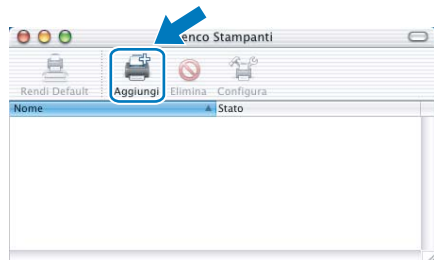 enco Stampanti
Rendi Default Aggiungi Elimina Configura
Nome Stato